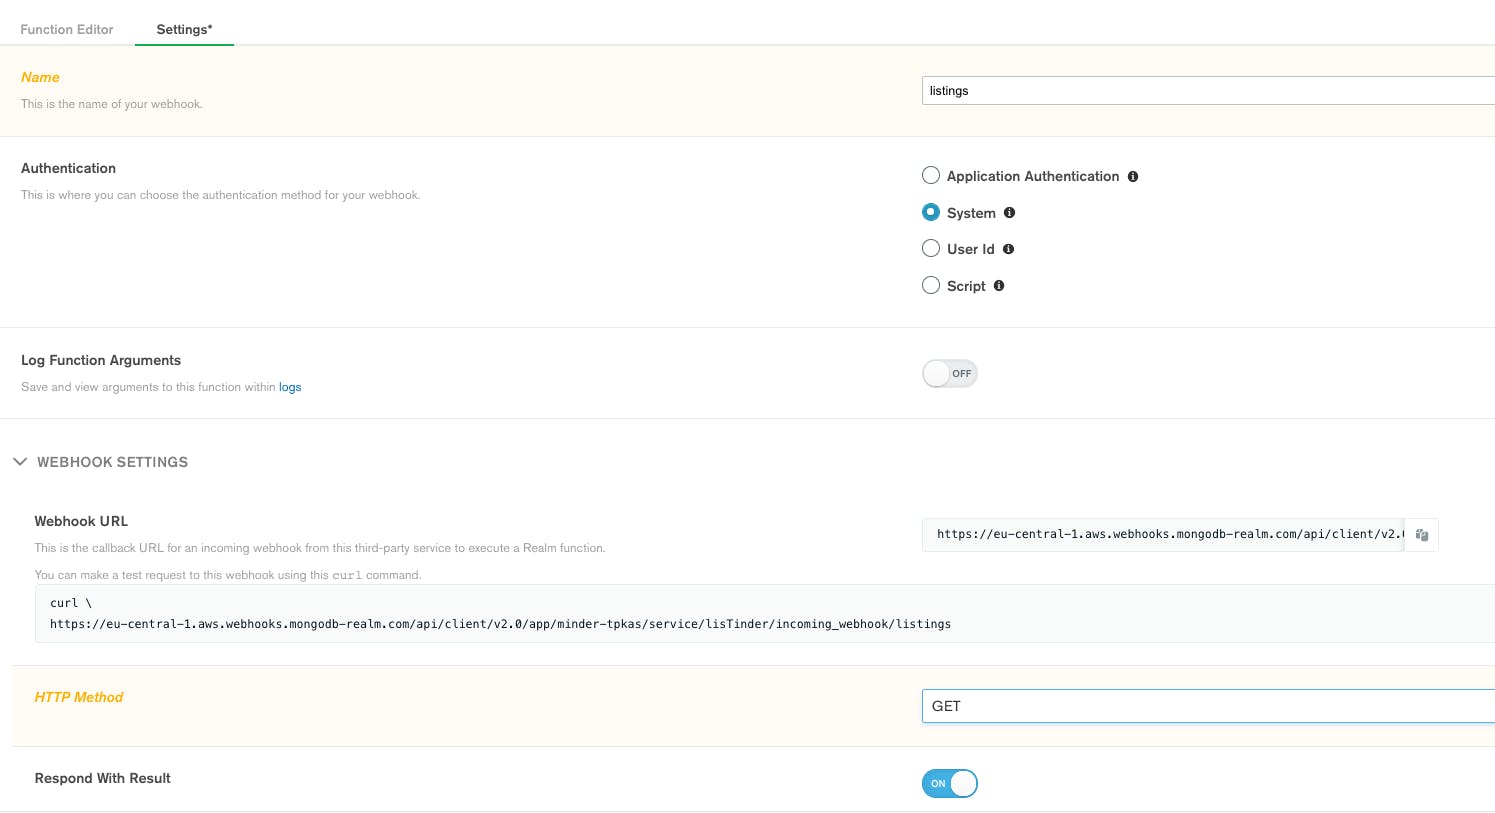 Function Editor
Settings*
Name
This is the name of your webhook.
listings
Authentication
This is where you can choose the authentication method for your webhook.
Application Authentication
System
User Id
Script
Log Function Arguments
Save and view arguments to this function within logs
OFF
WEBHOOK SETTINGS
Webhook URL
This is the callback URL for an incoming webhook from this third-party service to execute a Realm function.
https://eu-central-1.aws.webhooks.mongodb-realm.com/api/client/v2.
You can make a test request to this webhook using this curl command.
curl \
https://eu-central-1.aws.webhooks.mongodb-realm.com/api/client/v2.0/app/minder-tpkas/service/lisTinder/incoming_webhook/listings
HTTP Method
GET
Respond With Result
ON